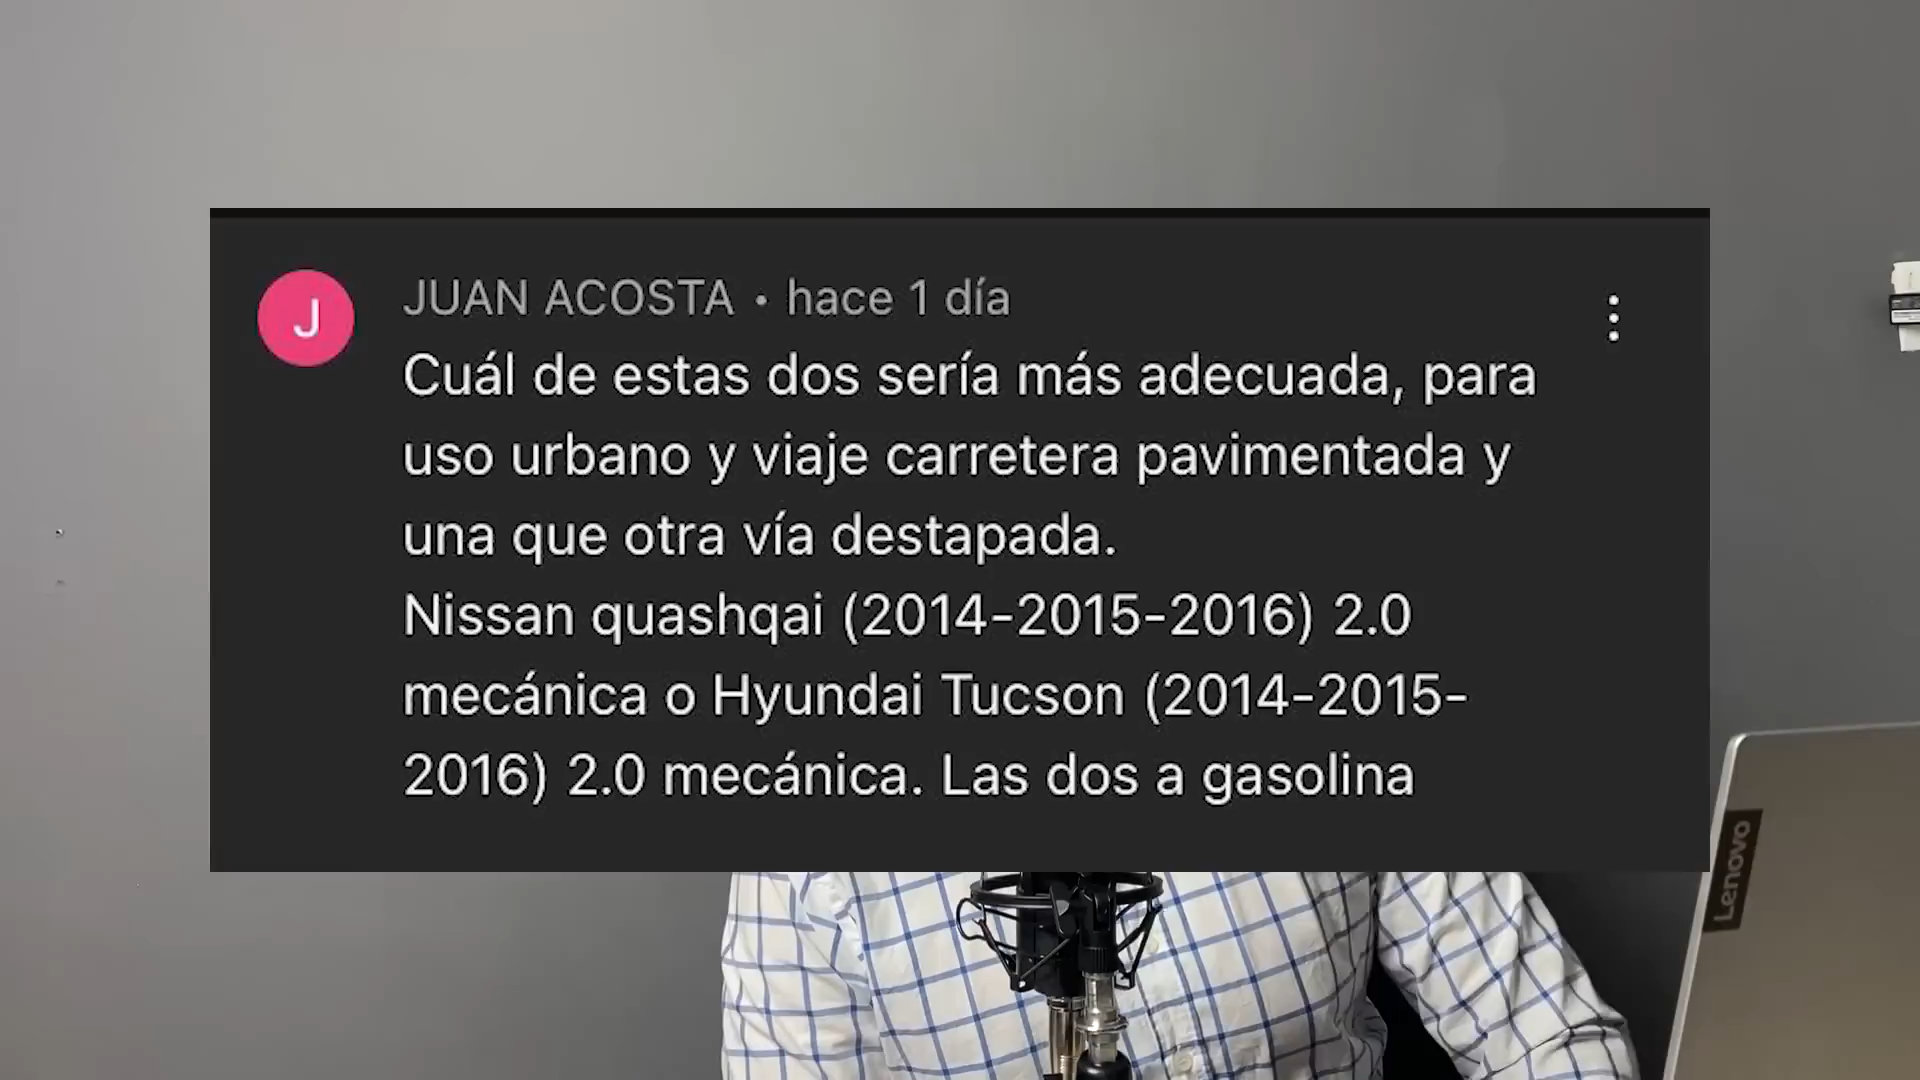 J
JUAN ACOSTA • hace 1 día
Cuál de estas dos sería más adecuada, para
uso urbano y viaje carretera pavimentada y
una que otra vía destapada.
Nissan quashqai (2014-2015-2016) 2.0
mecánica o Hyundai Tucson (2014-2015-
2016) 2.0 mecánica. Las dos a gasolina
Lenovo